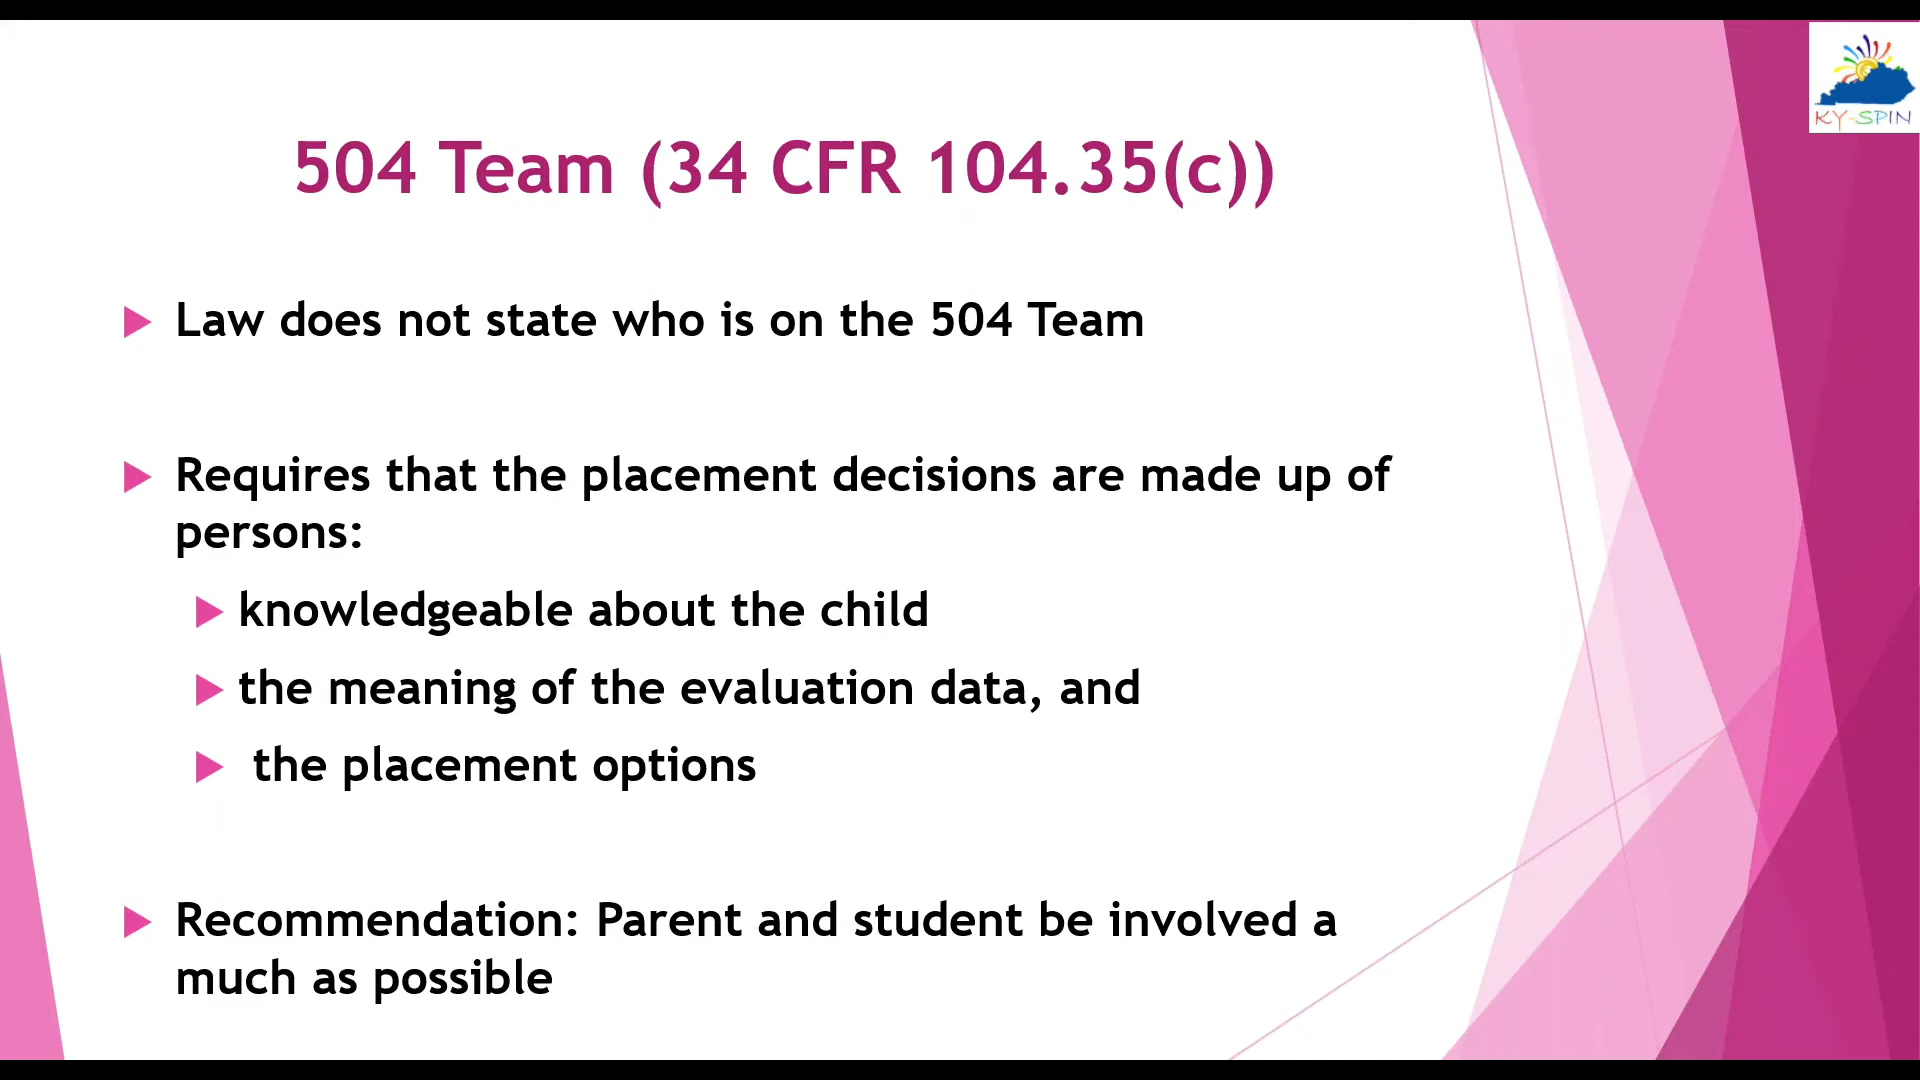 KY-SPIN
504 Team (34 CFR 104.35(c))
Law does not state who is on the 504 Team
Requires that the placement decisions are made up of
persons:
knowledgeable about the child
the meaning of the evaluation data, and
the placement options
Recommendation: Parent and student be involved a
much as possible